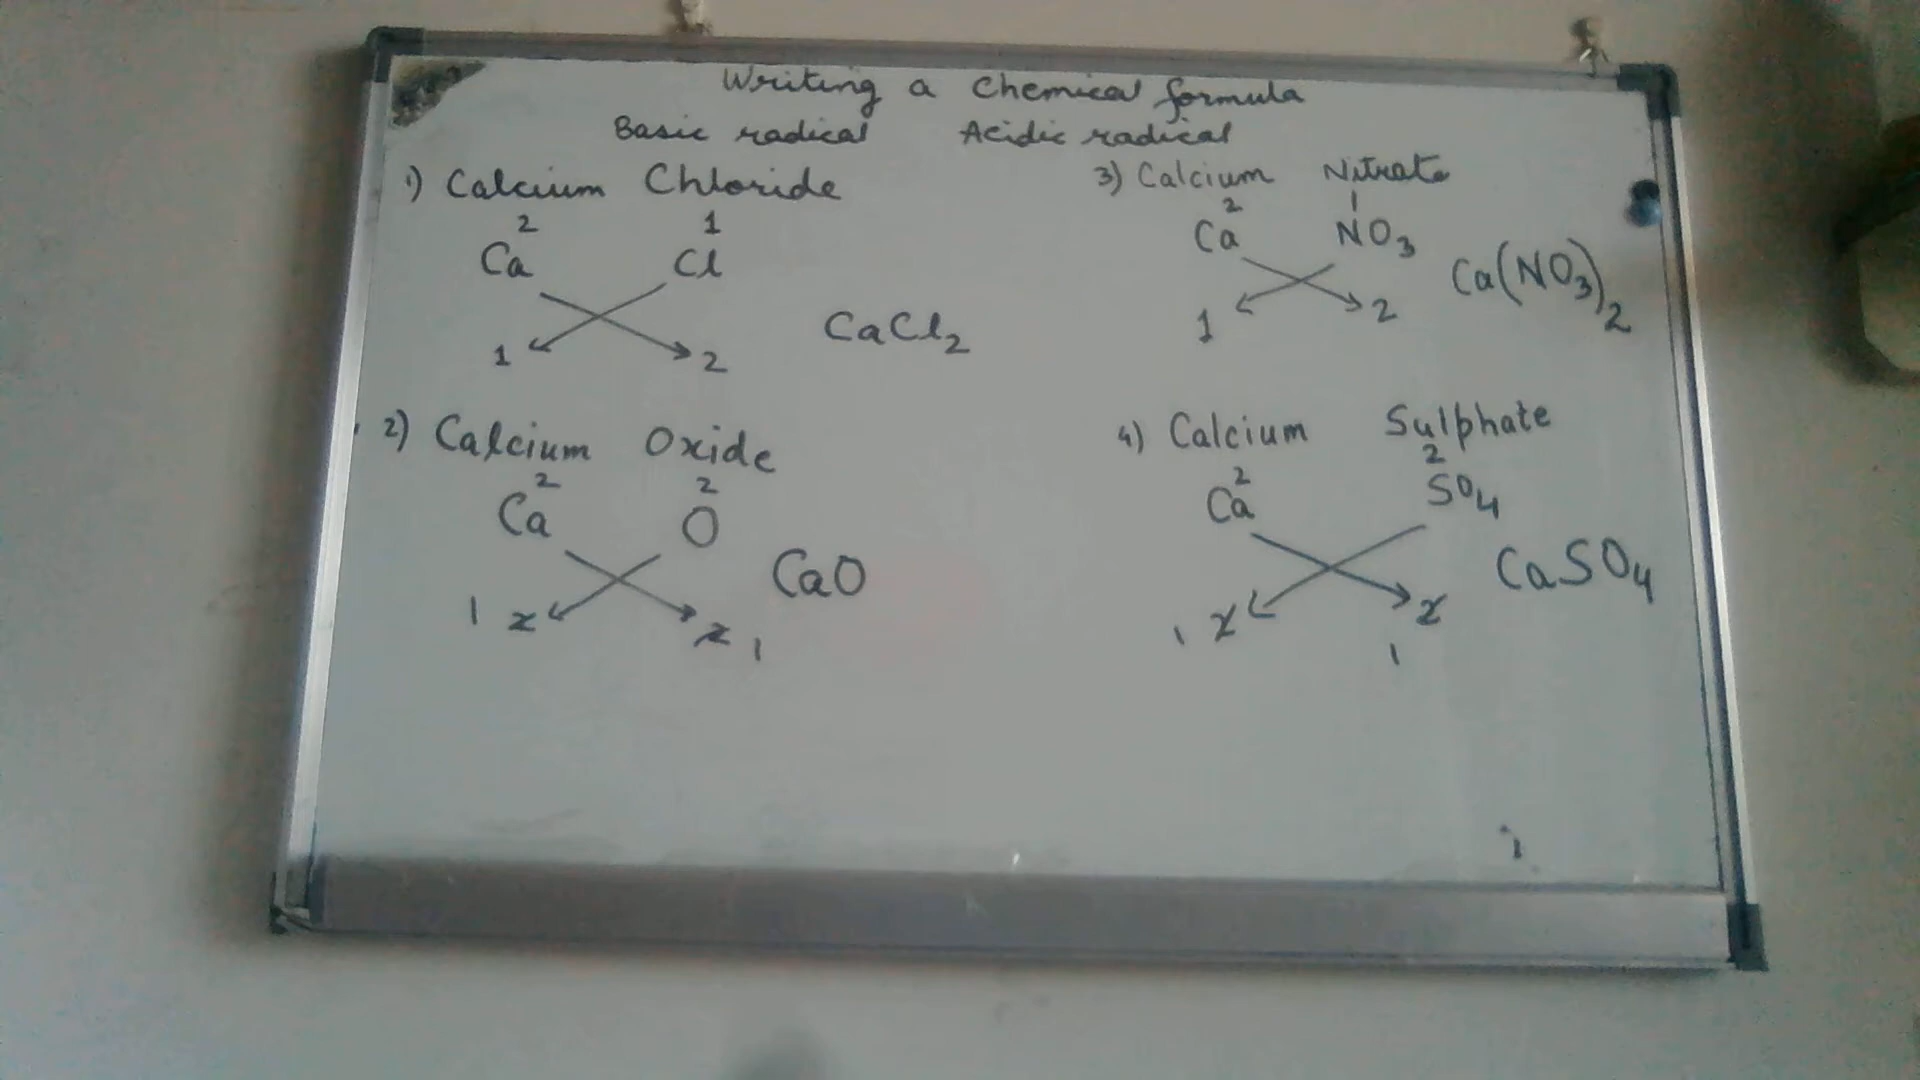 Writing a Chemical formula
Basic radical Acidic radical
1) Calcium Chloride
2 1
Ca Cl
1 2
CaCl2
2) Calcium Oxide
2 2
Ca O
CaO
1 2 2 1
3) Calcium Nitrate
2 1
Ca NO3
Ca(NO3)2
1 2
4) Calcium Sulphate
2 2
Ca SO4
CaSO4
1 2 2
1